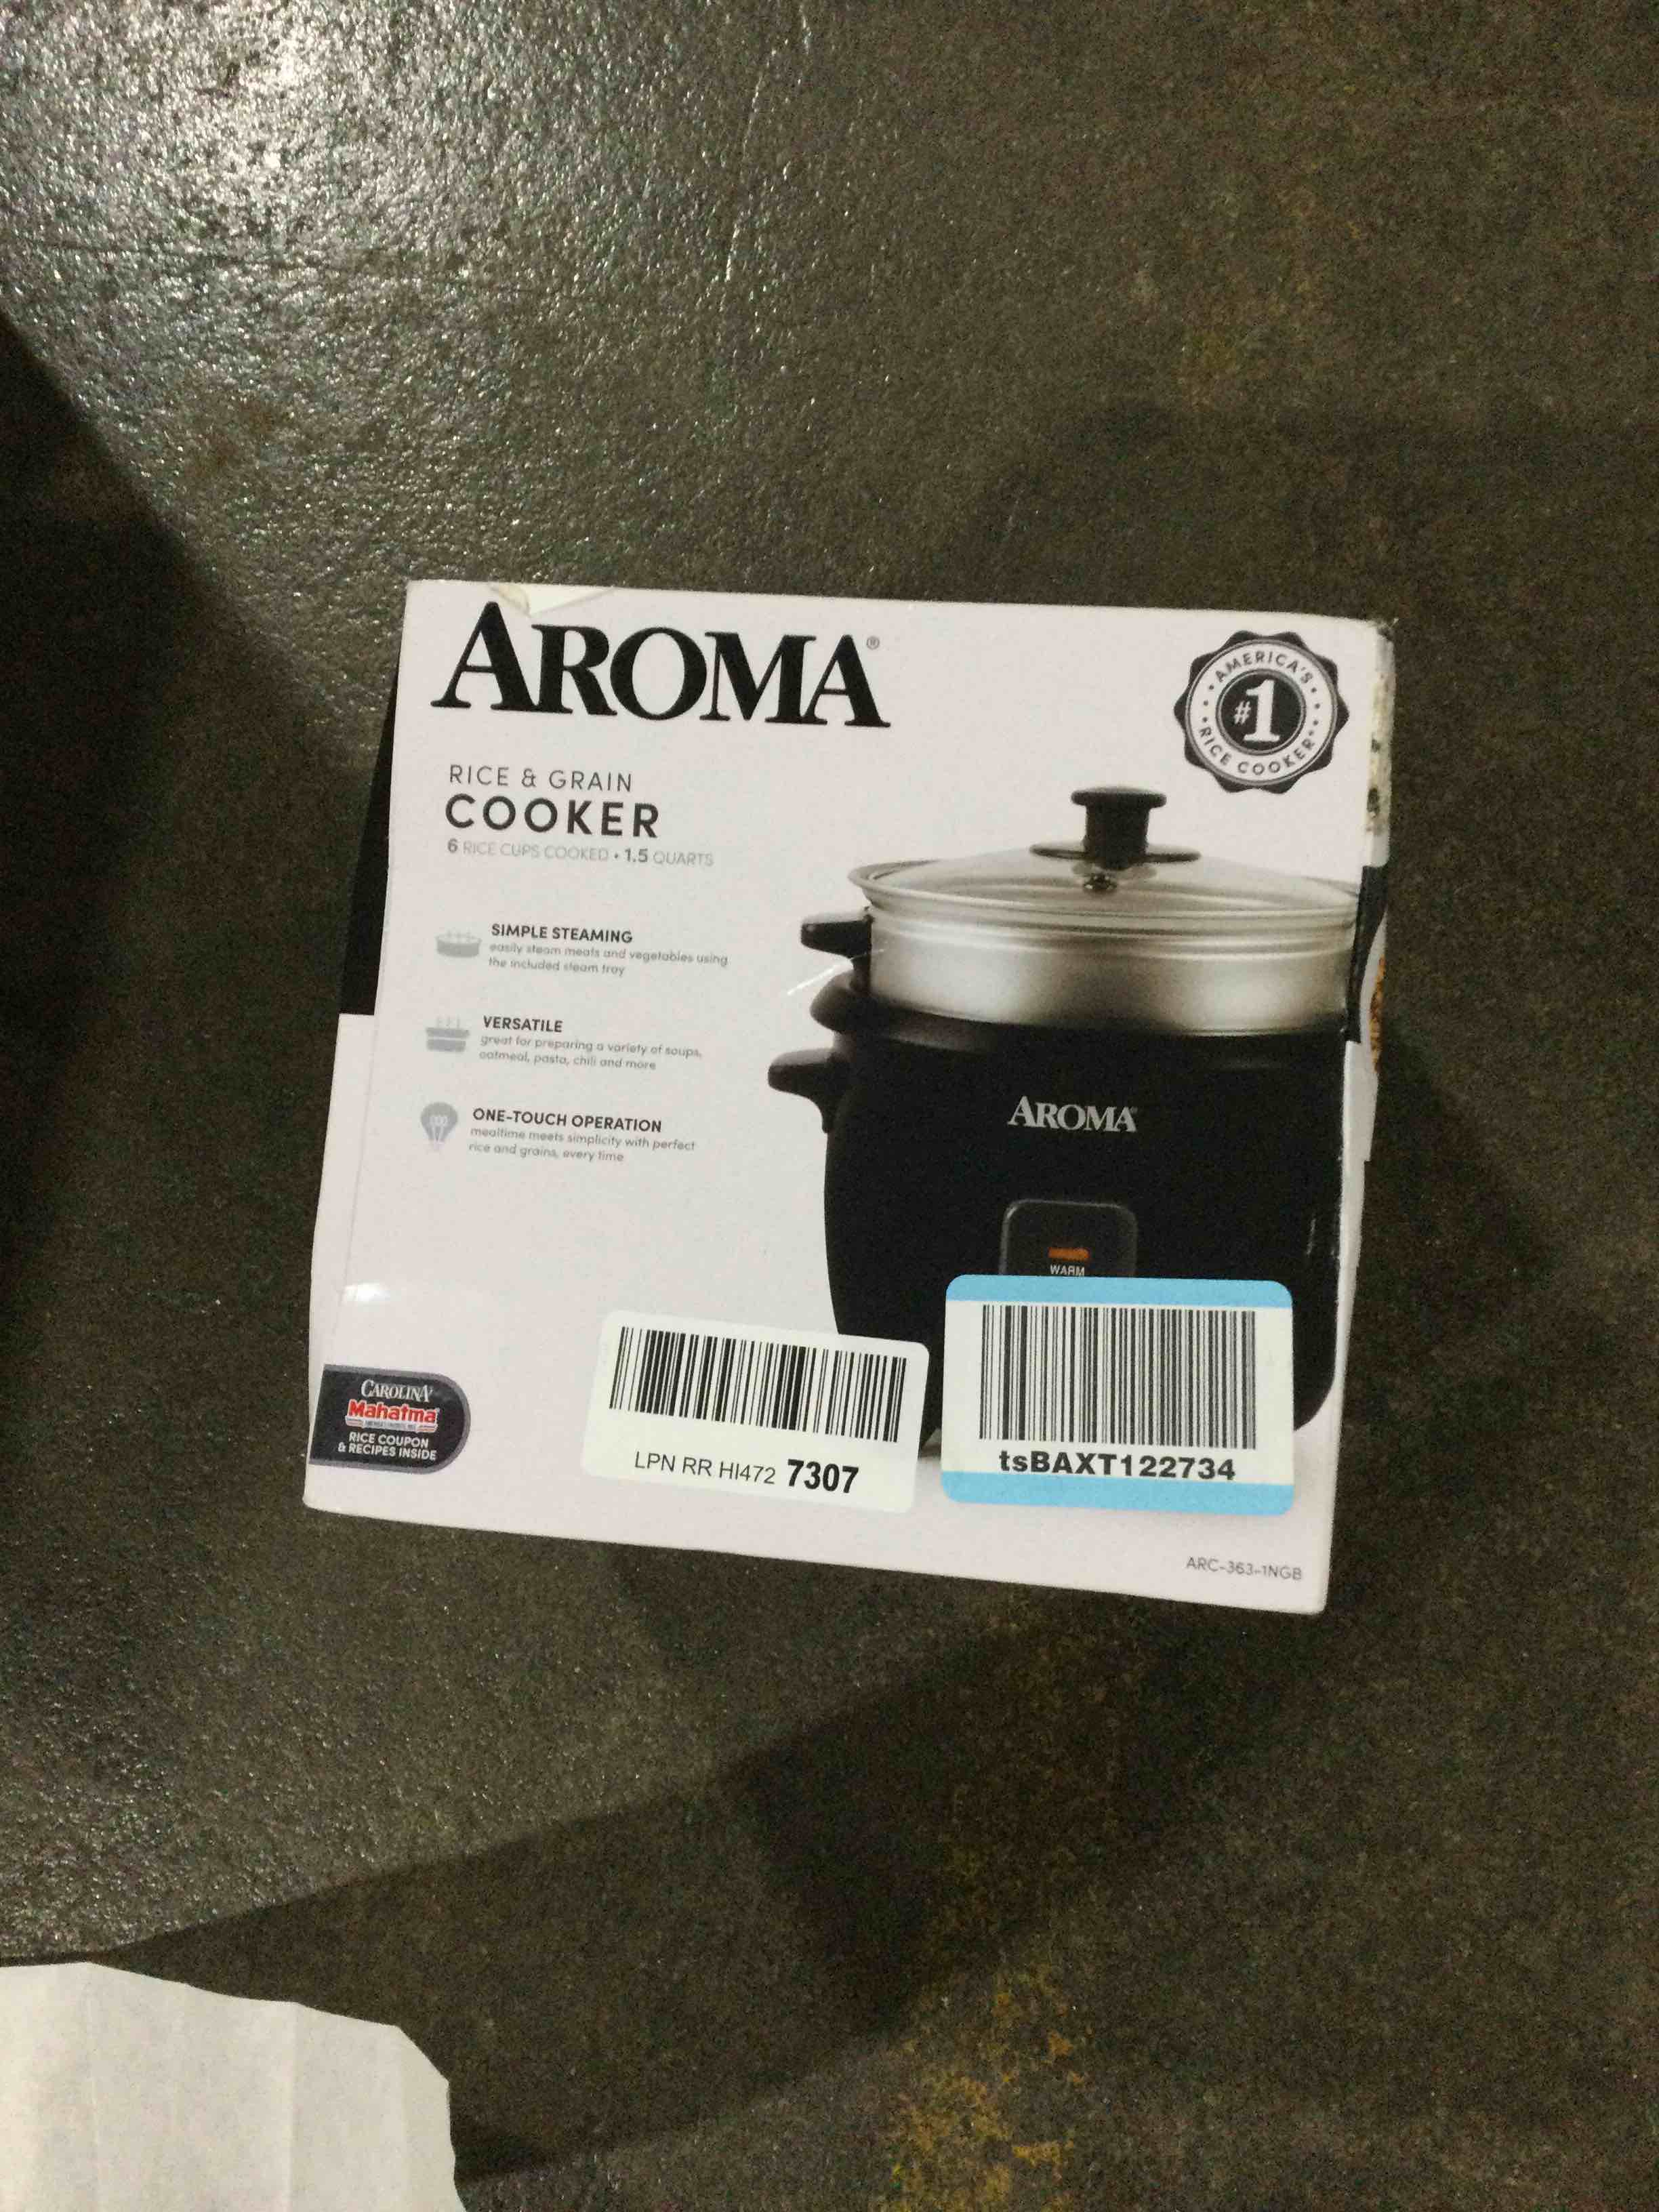 AROMA®
AMERICA'S
#1
RICE COOKER
RICE & GRAIN
COOKER
6 RICE CUPS COOKED • 1.5 QUARTS
SIMPLE STEAMING
easily steam meals and vegetables using
the included steam tray
VERSATILE
great for preparing a variety of soups,
oatmeal, pasta, chili and more
ONE-TOUCH OPERATION
mealtime meets simplicity with perfect
rice and grains, every time
AROMA®
WARM
CAROLINA
Mahatma
RICE COUPON
& RECIPES INSIDE
LPN RR HI472 7307
tsBAXT122734
ARC-363-1NGB